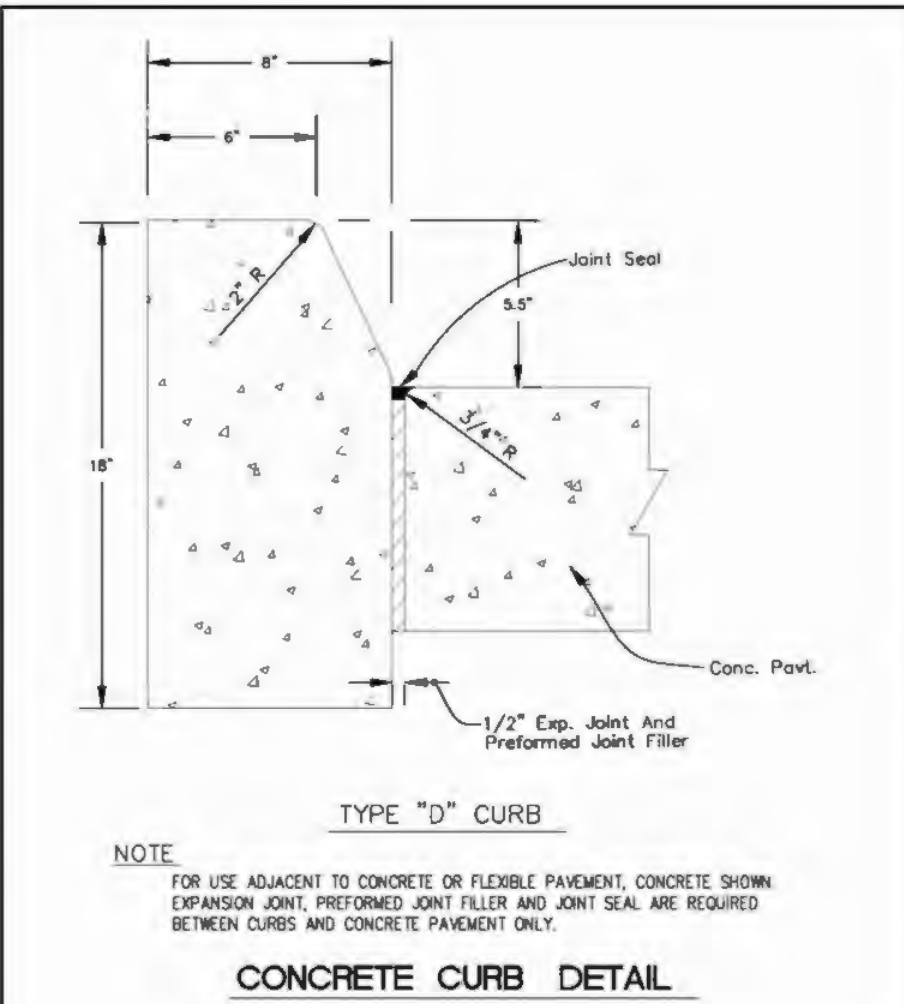 8"
6"
2" R
Joint Seal
5.5"
3/4" R
18"
Conc. Pavt.
1/2" Exp. Joint And
Preformed Joint Filler
TYPE "D" CURB
NOTE
FOR USE ADJACENT TO CONCRETE OR FLEXIBLE PAVEMENT, CONCRETE SHOWN
EXPANSION JOINT, PREFORMED JOINT FILLER AND JOINT SEAL ARE REQUIRED
BETWEEN CURBS AND CONCRETE PAVEMENT ONLY.
CONCRETE CURB DETAIL